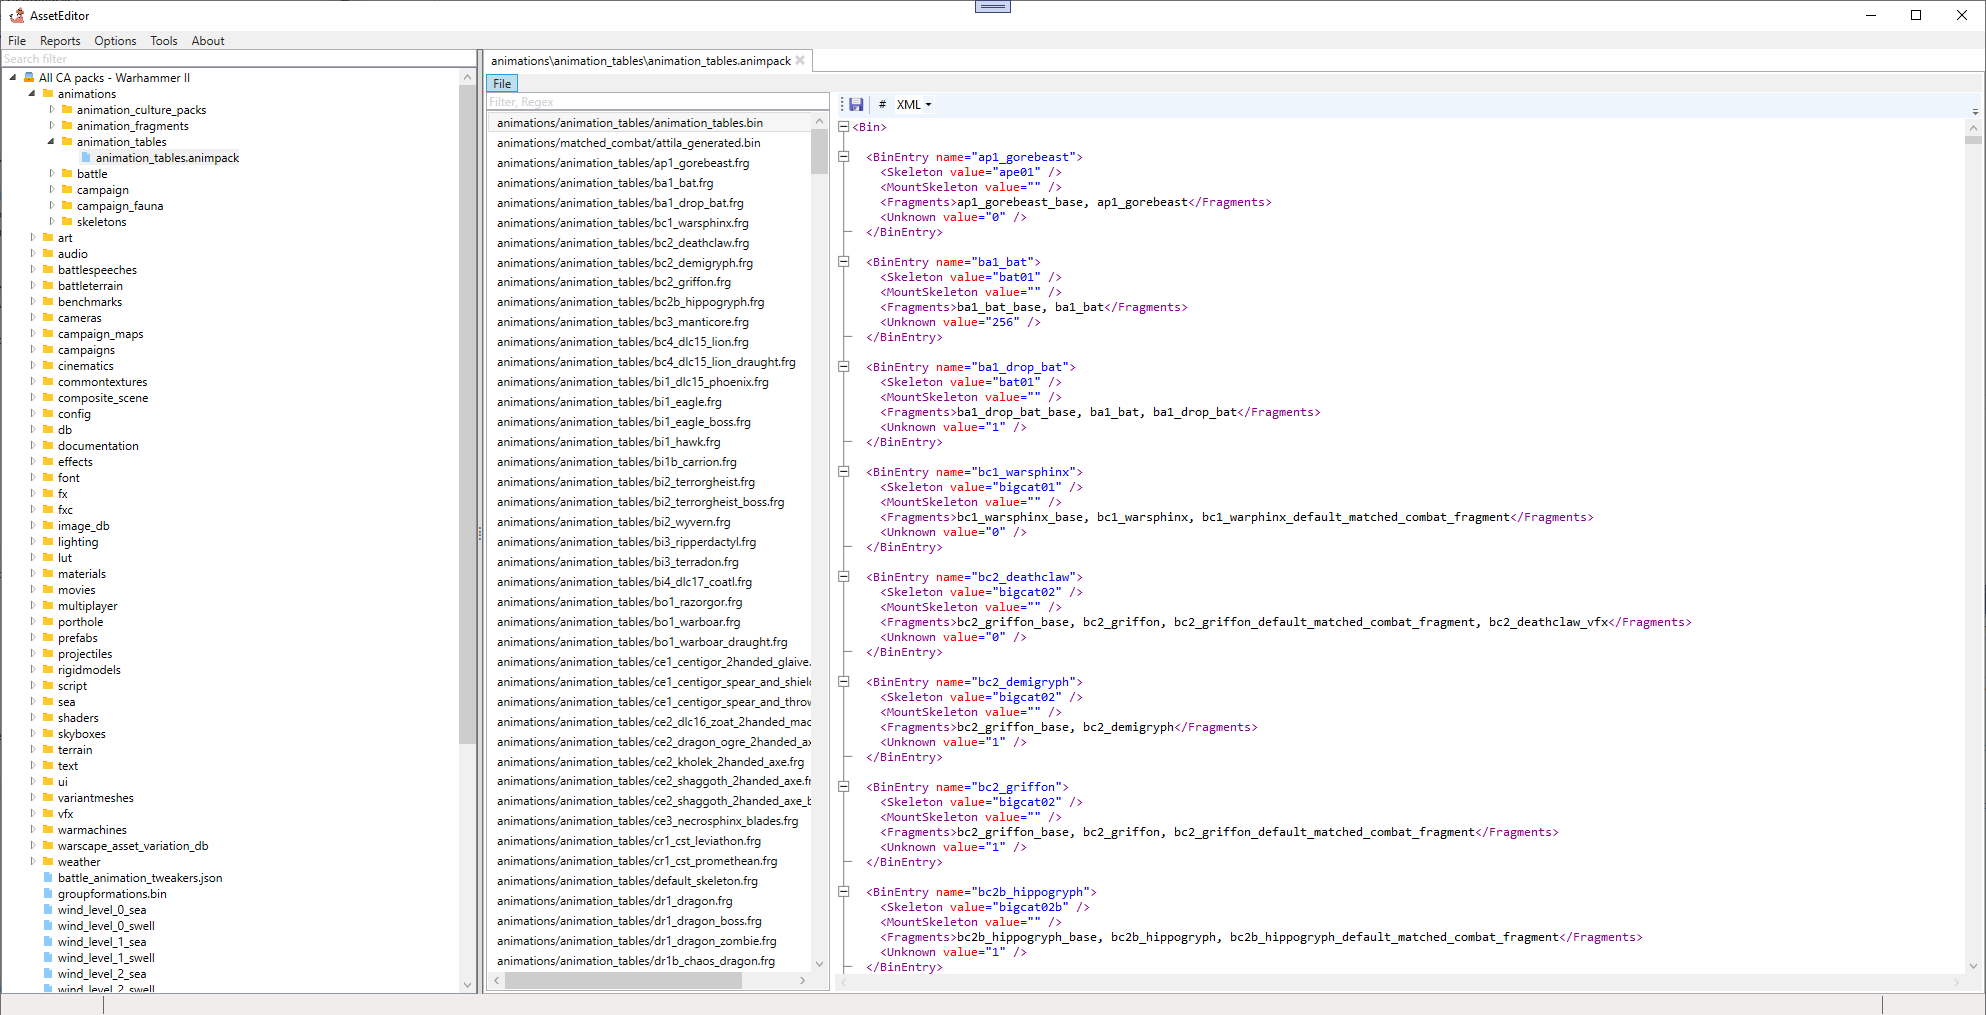 AssetEditor
File Reports Options Tools About
Search filter
All CA packs - Warhammer II
animations
animation_culture_packs
animation_fragments
animation_tables
animation_tables.animpack
battle
campaign
campaign_fauna
skeletons
art
audio
battlespeeches
battleterrain
benchmarks
cameras
campaign_maps
campaigns
cinematics
commontextures
composite_scene
config
db
documentation
effects
font
fx
fxc
image_db
lighting
lut
materials
movies
multiplayer
porthole
prefabs
projectiles
rigidmodels
script
sea
shaders
skyboxes
terrain
text
ui
variantmeshes
vfx
warmachines
warscape_asset_variation_db
weather
battle_animation_tweakers.json
groupformations.bin
wind_level_0_sea
wind_level_0_swell
wind_level_1_sea
wind_level_1_swell
wind_level_2_sea
wind_level_2_swell
animations\animation_tables\animation_tables.animpack
File
Filter, Regex
animations/animation_tables/animation_tables.bin
animations/matched_combat/attila_generated.bin
animations/animation_tables/ap1_gorebeast.frg
animations/animation_tables/ba1_bat.frg
animations/animation_tables/ba1_drop_bat.frg
animations/animation_tables/bc1_warsphinx.frg
animations/animation_tables/bc2_deathclaw.frg
animations/animation_tables/bc2_demigryph.frg
animations/animation_tables/bc2_griffon.frg
animations/animation_tables/bc2b_hippogryph.frg
animations/animation_tables/bc3_manticore.frg
animations/animation_tables/bc4_dlc15_lion.frg
animations/animation_tables/bc4_dlc15_lion_draught.frg
animations/animation_tables/bi1_dlc15_phoenix.frg
animations/animation_tables/bi1_eagle.frg
animations/animation_tables/bi1_eagle_boss.frg
animations/animation_tables/bi1_hawk.frg
animations/animation_tables/bi1b_carrion.frg
animations/animation_tables/bi2_terrorgheist.frg
animations/animation_tables/bi2_terrorgheist_boss.frg
animations/animation_tables/bi2_wyvern.frg
animations/animation_tables/bi3_ripperdactyl.frg
animations/animation_tables/bi3_terradon.frg
animations/animation_tables/bi4_dlc17_coatl.frg
animations/animation_tables/bo1_razorgor.frg
animations/animation_tables/bo1_warboar.frg
animations/animation_tables/bo1_warboar_draught.frg
animations/animation_tables/ce1_centigor_2handed_glaive.
animations/animation_tables/ce1_centigor_spear_and_shield
animations/animation_tables/ce1_centigor_spear_and_throw
animations/animation_tables/ce2_dlc16_zoat_2handed_mac
animations/animation_tables/ce2_dragon_ogre_2handed_ax
animations/animation_tables/ce2_kholek_2handed_axe.frg
animations/animation_tables/ce2_shaggoth_2handed_axe.fr
animations/animation_tables/ce2_shaggoth_2handed_axe_b
animations/animation_tables/ce3_necrosphinx_blades.frg
animations/animation_tables/cr1_cst_leviathon.frg
animations/animation_tables/cr1_cst_promethean.frg
animations/animation_tables/default_skeleton.frg
animations/animation_tables/dr1_dragon.frg
animations/animation_tables/dr1_dragon_boss.frg
animations/animation_tables/dr1_dragon_zombie.frg
animations/animation_tables/dr1b_chaos_dragon.frg
# XML
<Bin>
<BinEntry name="ap1_gorebeast">
<Skeleton value="ape01" />
<MountSkeleton value="" />
<Fragments>ap1_gorebeast_base, ap1_gorebeast</Fragments>
<Unknown value="0" />
</BinEntry>
<BinEntry name="ba1_bat">
<Skeleton value="bat01" />
<MountSkeleton value="" />
<Fragments>ba1_bat_base, ba1_bat</Fragments>
<Unknown value="256" />
</BinEntry>
<BinEntry name="ba1_drop_bat">
<Skeleton value="bat01" />
<MountSkeleton value="" />
<Fragments>ba1_drop_bat_base, ba1_bat, ba1_drop_bat</Fragments>
<Unknown value="1" />
</BinEntry>
<BinEntry name="bc1_warsphinx">
<Skeleton value="bigcat01" />
<MountSkeleton value="" />
<Fragments>bc1_warsphinx_base, bc1_warsphinx, bc1_warphinx_default_matched_combat_fragment</Fragments>
<Unknown value="0" />
</BinEntry>
<BinEntry name="bc2_deathclaw">
<Skeleton value="bigcat02" />
<MountSkeleton value="" />
<Fragments>bc2_griffon_base, bc2_griffon, bc2_griffon_default_matched_combat_fragment, bc2_deathclaw_vfx</Fragments>
<Unknown value="0" />
</BinEntry>
<BinEntry name="bc2_demigryph">
<Skeleton value="bigcat02" />
<MountSkeleton value="" />
<Fragments>bc2_griffon_base, bc2_demigryph</Fragments>
<Unknown value="1" />
</BinEntry>
<BinEntry name="bc2_griffon">
<Skeleton value="bigcat02" />
<MountSkeleton value="" />
<Fragments>bc2_griffon_base, bc2_griffon, bc2_griffon_default_matched_combat_fragment</Fragments>
<Unknown value="1" />
</BinEntry>
<BinEntry name="bc2b_hippogryph">
<Skeleton value="bigcat02b" />
<MountSkeleton value="" />
<Fragments>bc2b_hippogryph_base, bc2b_hippogryph, bc2b_hippogryph_default_matched_combat_fragment</Fragments>
<Unknown value="1" />
</BinEntry>